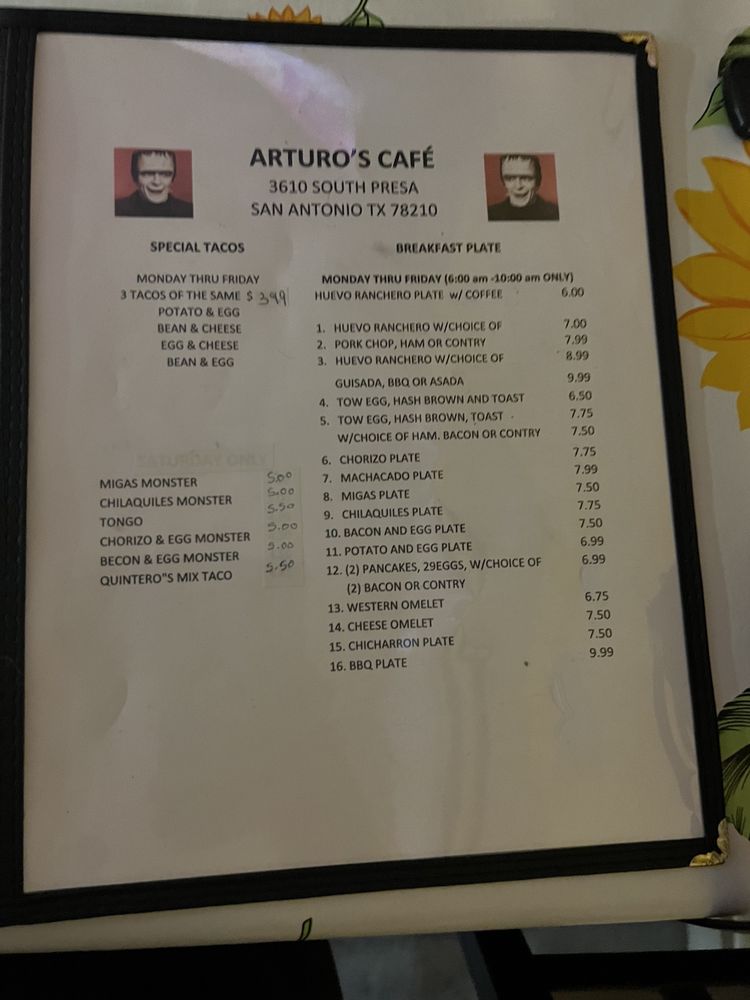 ARTURO'S CAFÉ
3610 SOUTH PRESA
SAN ANTONIO TX 78210
SPECIAL TACOS
MONDAY THRU FRIDAY
3 TACOS OF THE SAME $ 3.99
POTATO & EGG
BEAN & CHEESE
EGG & CHEESE
BEAN & EGG
SATURDAY ONLY
MIGAS MONSTER 5.00
CHILAQUILES MONSTER 5.00
TONGO 5.50
CHORIZO & EGG MONSTER 5.00
BECON & EGG MONSTER 5.00
QUINTERO"S MIX TACO 5.50
BREAKFAST PLATE
MONDAY THRU FRIDAY (6:00 am -10:00 am ONLY)
HUEVO RANCHERO PLATE w/ COFFEE 6.00
1. HUEVO RANCHERO W/CHOICE OF 7.00
2. PORK CHOP, HAM OR CONTRY 7.99
3. HUEVO RANCHERO W/CHOICE OF 8.99
GUISADA, BBQ OR ASADA 9.99
4. TOW EGG, HASH BROWN AND TOAST 6.50
5. TOW EGG, HASH BROWN, TOAST 7.75
W/CHOICE OF HAM. BACON OR CONTRY 7.50
6. CHORIZO PLATE 7.75
7. MACHACADO PLATE 7.99
8. MIGAS PLATE 7.50
9. CHILAQUILES PLATE 7.75
10. BACON AND EGG PLATE 7.50
11. POTATO AND EGG PLATE 6.99
12. (2) PANCAKES, 29EGGS, W/CHOICE OF 6.99
(2) BACON OR CONTRY
13. WESTERN OMELET 6.75
14. CHEESE OMELET 7.50
15. CHICHARRON PLATE 7.50
16. BBQ PLATE 9.99